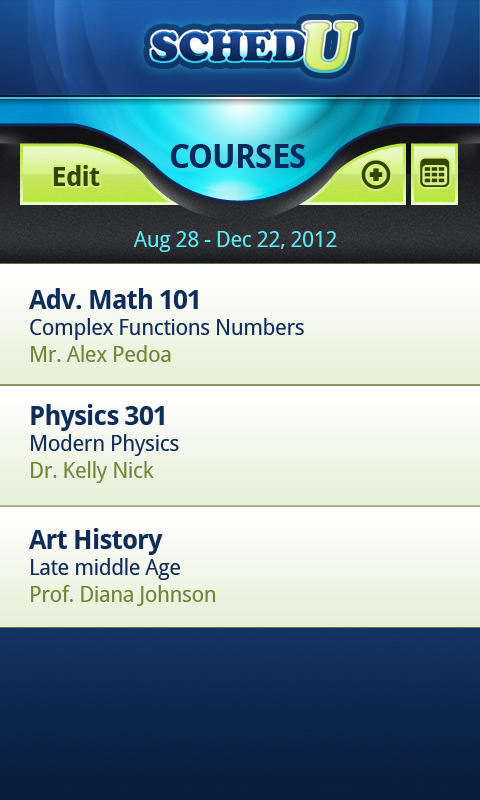 SCHEDU
COURSES
Edit
Aug 28 - Dec 22, 2012
Adv. Math 101
Complex Functions Numbers
Mr. Alex Pedoa
Physics 301
Modern Physics
Dr. Kelly Nick
Art History
Late middle Age
Prof. Diana Johnson